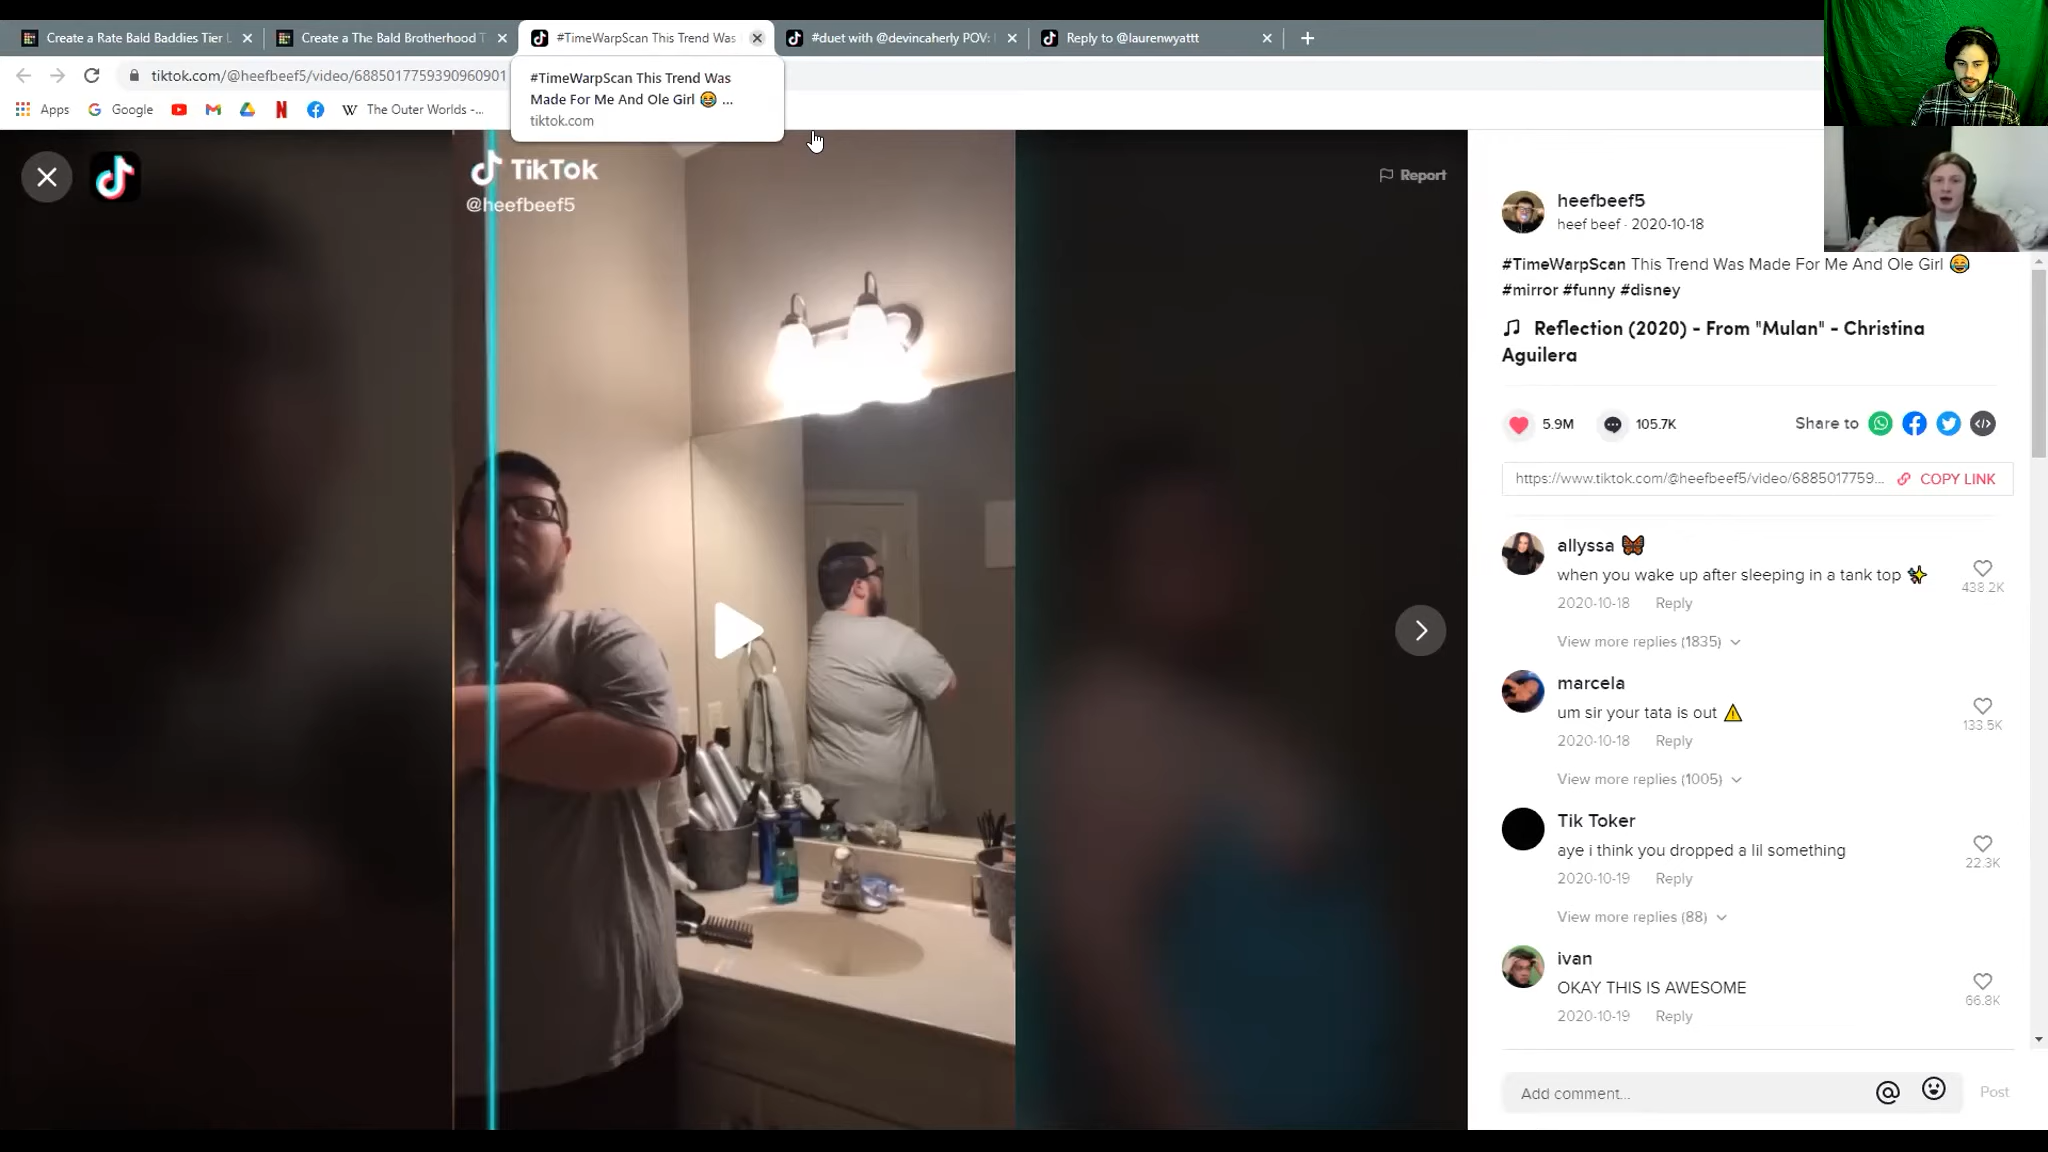 Create a Rate Bald Baddies Tier L
Create a The Bald Brotherhood T
#TimeWarpScan This Trend Was
#duet with @devincaherly POV:
Reply to @laurenwyattt
tiktok.com/@heefbeef5/video/6885017759390960901
#TimeWarpScan This Trend Was
Made For Me And Ole Girl 😂 ...
tiktok.com
Apps
Google
The Outer Worlds -...
TikTok
@heefbeef5
Report
heefbeef5
heef beef · 2020-10-18
#TimeWarpScan This Trend Was Made For Me And Ole Girl 😂
#mirror #funny #disney
Reflection (2020) - From "Mulan" - Christina
Aguilera
5.9M
105.7K
Share to
https://www.tiktok.com/@heefbeef5/video/6885017759...
COPY LINK
allyssa 🦋
when you wake up after sleeping in a tank top ✨
438.2K
2020-10-18 Reply
View more replies (1835)
marcela
um sir your tata is out ⚠
133.5K
2020-10-18 Reply
View more replies (1005)
Tik Toker
aye i think you dropped a lil something
22.3K
2020-10-19 Reply
View more replies (88)
ivan
OKAY THIS IS AWESOME
66.8K
2020-10-19 Reply
Add comment...
Post